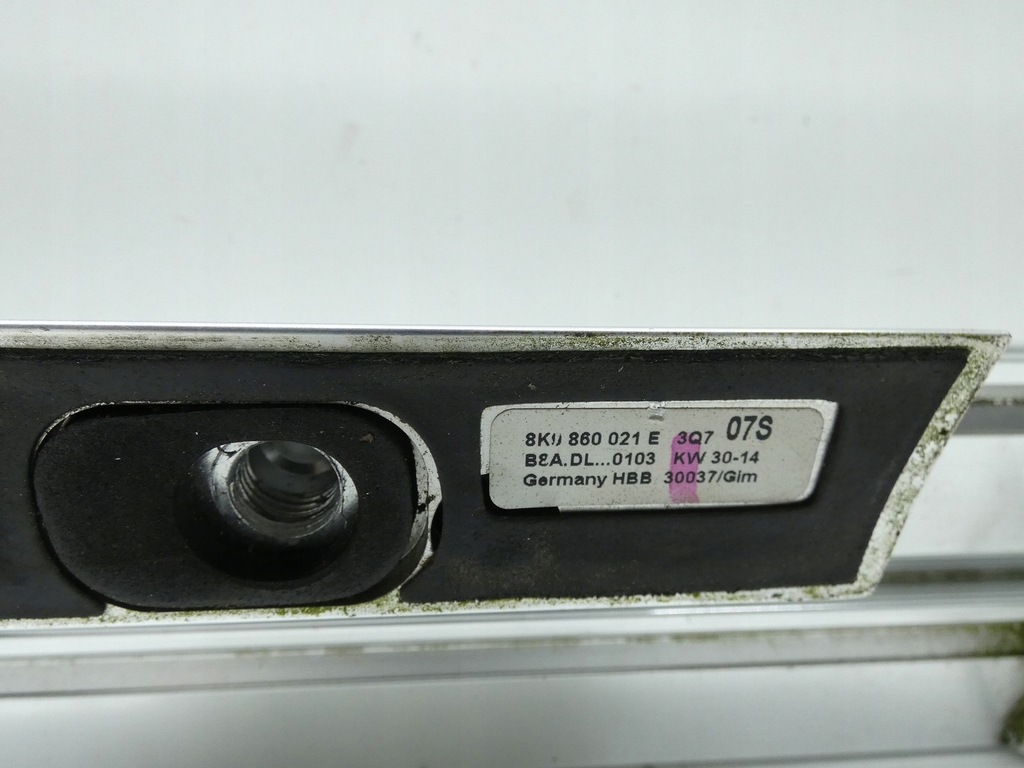 8K9 860 021 E 3Q7 07S
B8A.DL...0103 KW 30-14
Germany HBB 30037/Gim